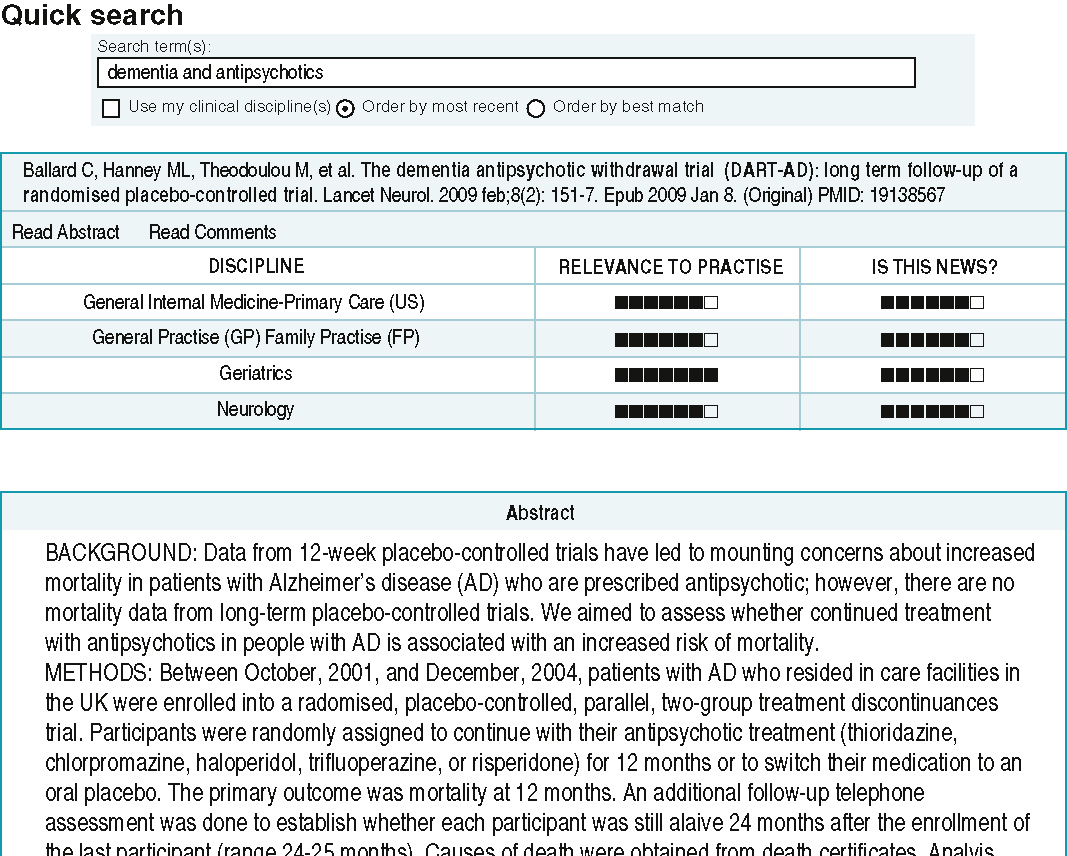 Quick search
Search term(s):
dementia and antipsychotics
Use my clinical discipline(s) Order by most recent Order by best match
Ballard C, Hanney ML, Theodoulou M, et al. The dementia antipsychotic withdrawal trial (DART-AD): long term follow-up of a
randomised placebo-controlled trial. Lancet Neurol. 2009 feb;8(2): 151-7. Epub 2009 Jan 8. (Original) PMID: 19138567
Read Abstract Read Comments
DISCIPLINE RELEVANCE TO PRACTISE IS THIS NEWS?
General Internal Medicine-Primary Care (US)
General Practise (GP) Family Practise (FP)
Geriatrics
Neurology
Abstract
BACKGROUND: Data from 12-week placebo-controlled trials have led to mounting concerns about increased
mortality in patients with Alzheimer's disease (AD) who are prescribed antipsychotic; however, there are no
mortality data from long-term placebo-controlled trials. We aimed to assess whether continued treatment
with antipsychotics in people with AD is associated with an increased risk of mortality.
METHODS: Between October, 2001, and December, 2004, patients with AD who resided in care facilities in
the UK were enrolled into a radomised, placebo-controlled, parallel, two-group treatment discontinuances
trial. Participants were randomly assigned to continue with their antipsychotic treatment (thioridazine,
chlorpromazine, haloperidol, trifluoperazine, or risperidone) for 12 months or to switch their medication to an
oral placebo. The primary outcome was mortality at 12 months. An additional follow-up telephone
assessment was done to establish whether each participant was still alaive 24 months after the enrollment of
the last participant (range 24-25 months). Causes of death were obtained from death certificates. Analvis